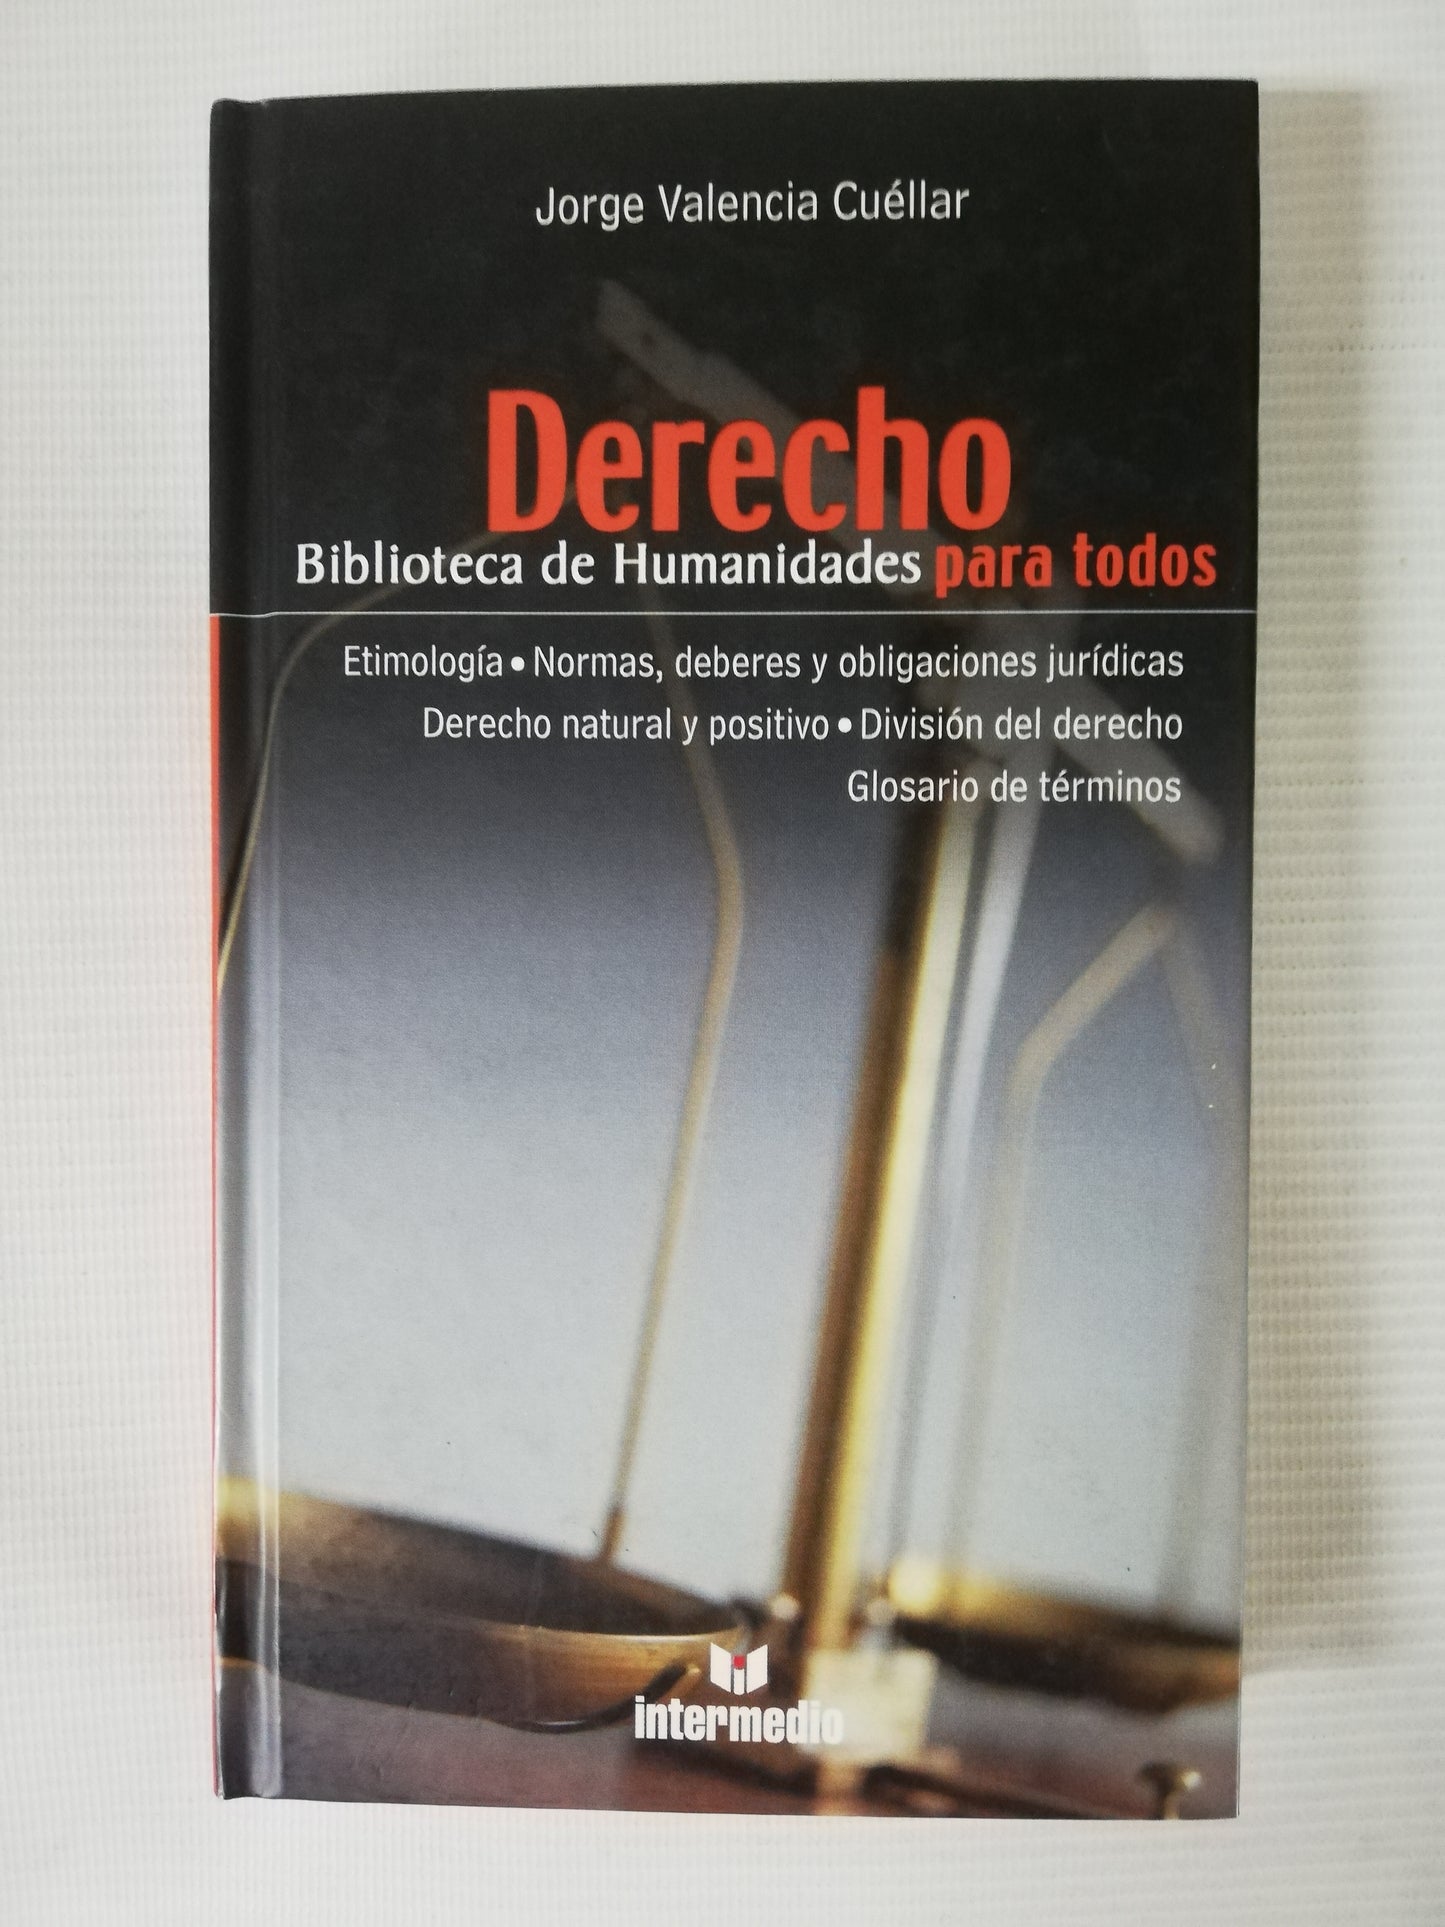 Jorge Valencia Cuéllar
Derecho
Biblioteca de Humanidades para todos
Etimología • Normas, deberes y obligaciones jurídicas
Derecho natural y positivo • División del derecho
Glosario de términos
intermedio